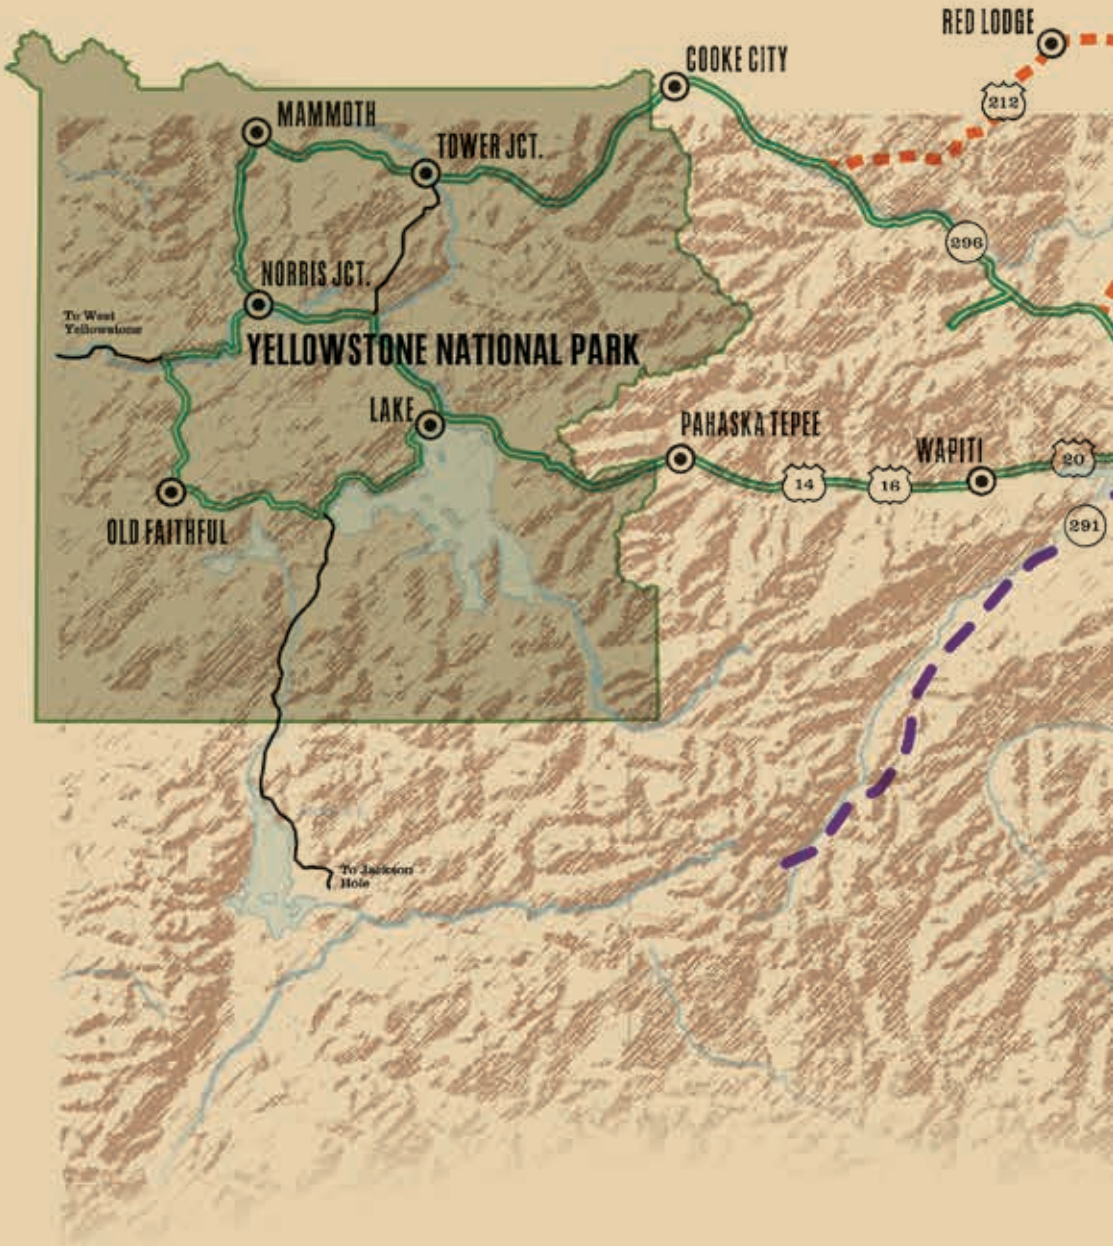 RED LODGE
COOKE CITY
212
MAMMOTH
TOWER JCT.
296
NORRIS JCT.
To West
Yellowstone
YELLOWSTONE NATIONAL PARK
LAKE
PAHASKA TEPEE
WAPITI
20
14
16
OLD FAITHFUL
291
To Jackson
Hole